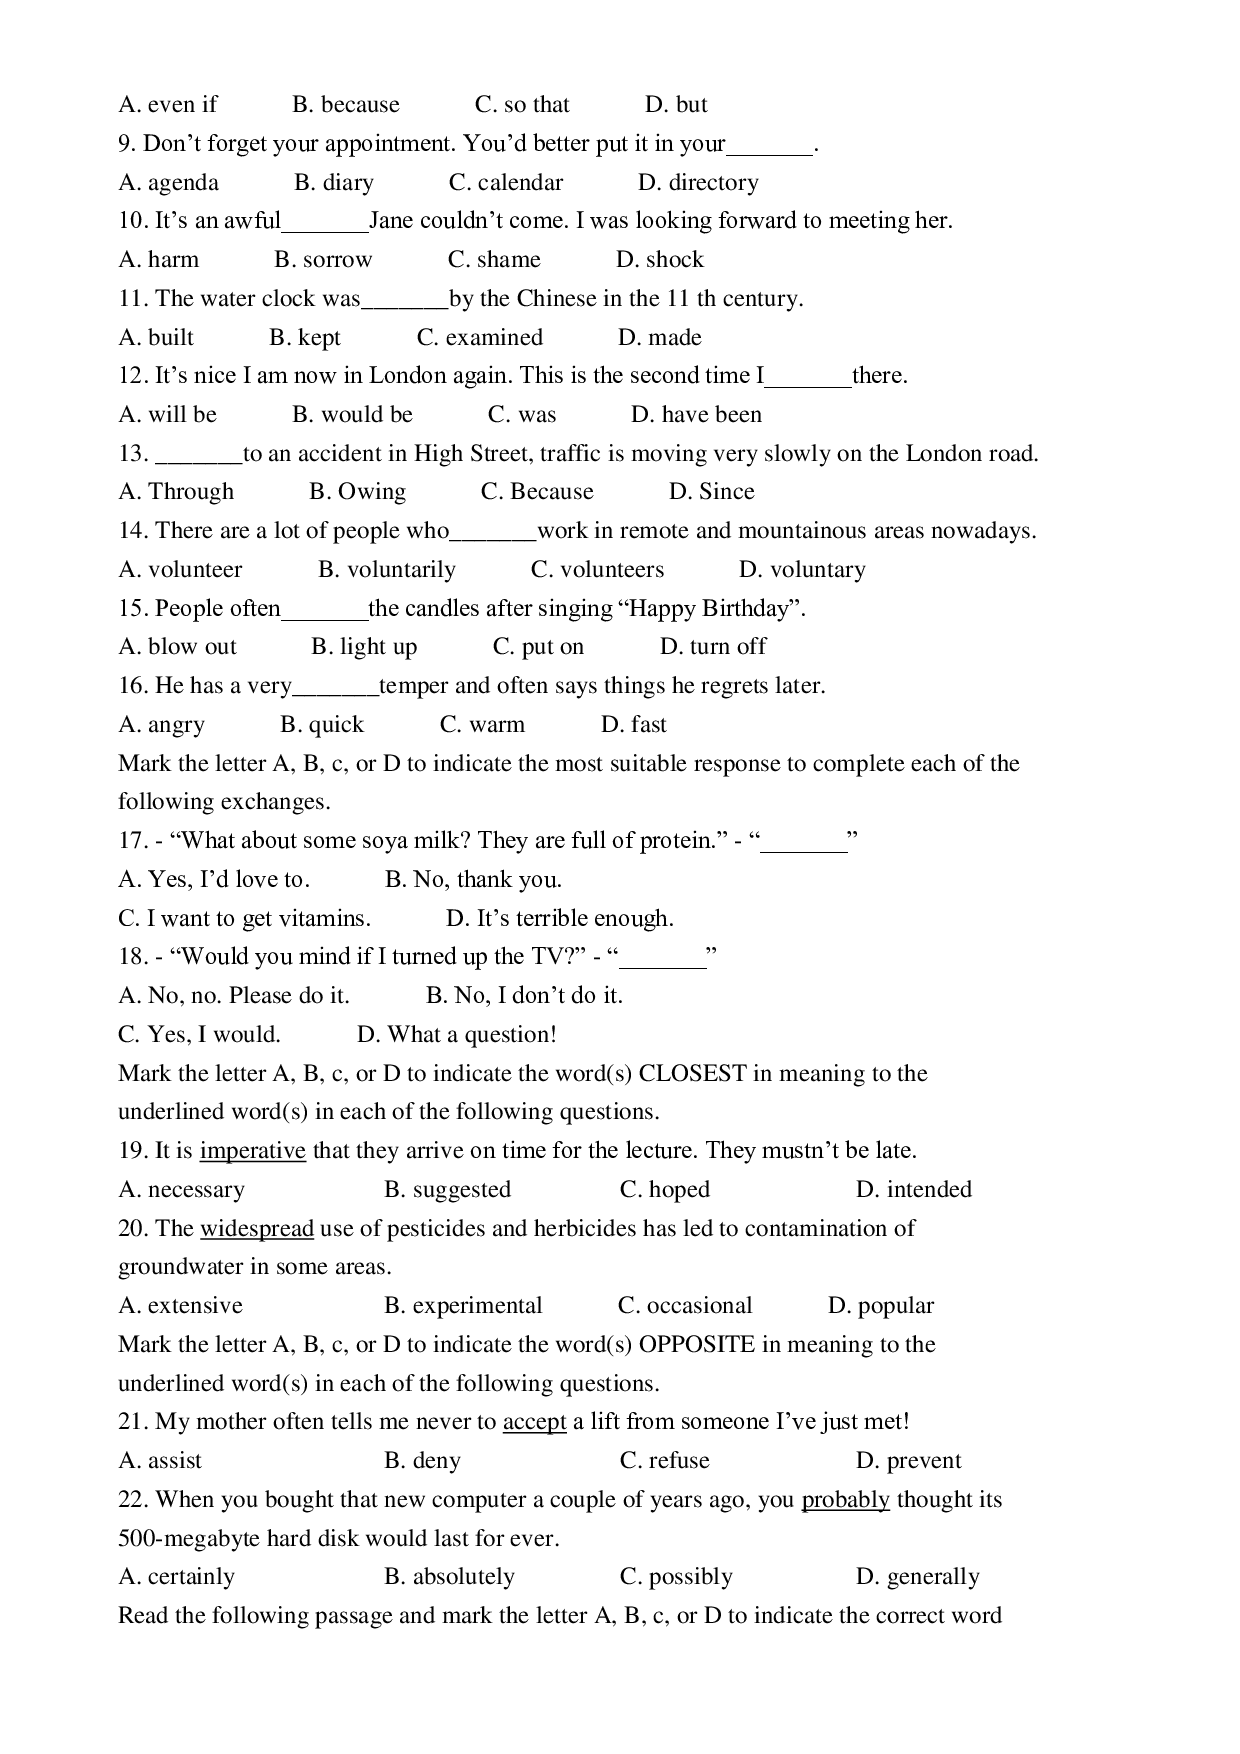 A. even if B. because C. so that D. but
9. Don’t forget your appointment. You’d better put it in your_______.
A. agenda B. diary C. calendar D. directory
10. It’s an awful_______Jane couldn’t come. I was looking forward to meeting her.
A. harm B. sorrow C. shame D. shock
11. The water clock was_______by the Chinese in the 11 th century.
A. built B. kept C. examined D. made
12. It’s nice I am now in London again. This is the second time I_______there.
A. will be B. would be C. was D. have been
13. _______to an accident in High Street, traffic is moving very slowly on the London road.
A. Through B. Owing C. Because D. Since
14. There are a lot of people who_______work in remote and mountainous areas nowadays.
A. volunteer B. voluntarily C. volunteers D. voluntary
15. People often_______the candles after singing “Happy Birthday”.
A. blow out B. light up C. put on D. turn off
16. He has a very_______temper and often says things he regrets later.
A. angry B. quick C. warm D. fast
Mark the letter A, B, c, or D to indicate the most suitable response to complete each of the
following exchanges.
17. - “What about some soya milk? They are full of protein.” - “_______”
A. Yes, I’d love to. B. No, thank you.
C. I want to get vitamins. D. It’s terrible enough.
18. - “Would you mind if I turned up the TV?” - “_______”
A. No, no. Please do it. B. No, I don’t do it.
C. Yes, I would. D. What a question!
Mark the letter A, B, c, or D to indicate the word(s) CLOSEST in meaning to the
underlined word(s) in each of the following questions.
19. It is imperative that they arrive on time for the lecture. They mustn’t be late.
A. necessary B. suggested C. hoped D. intended
20. The widespread use of pesticides and herbicides has led to contamination of
groundwater in some areas.
A. extensive B. experimental C. occasional D. popular
Mark the letter A, B, c, or D to indicate the word(s) OPPOSITE in meaning to the
underlined word(s) in each of the following questions.
21. My mother often tells me never to accept a lift from someone I’ve just met!
A. assist B. deny C. refuse D. prevent
22. When you bought that new computer a couple of years ago, you probably thought its
500-megabyte hard disk would last for ever.
A. certainly B. absolutely C. possibly D. generally
Read the following passage and mark the letter A, B, c, or D to indicate the correct word